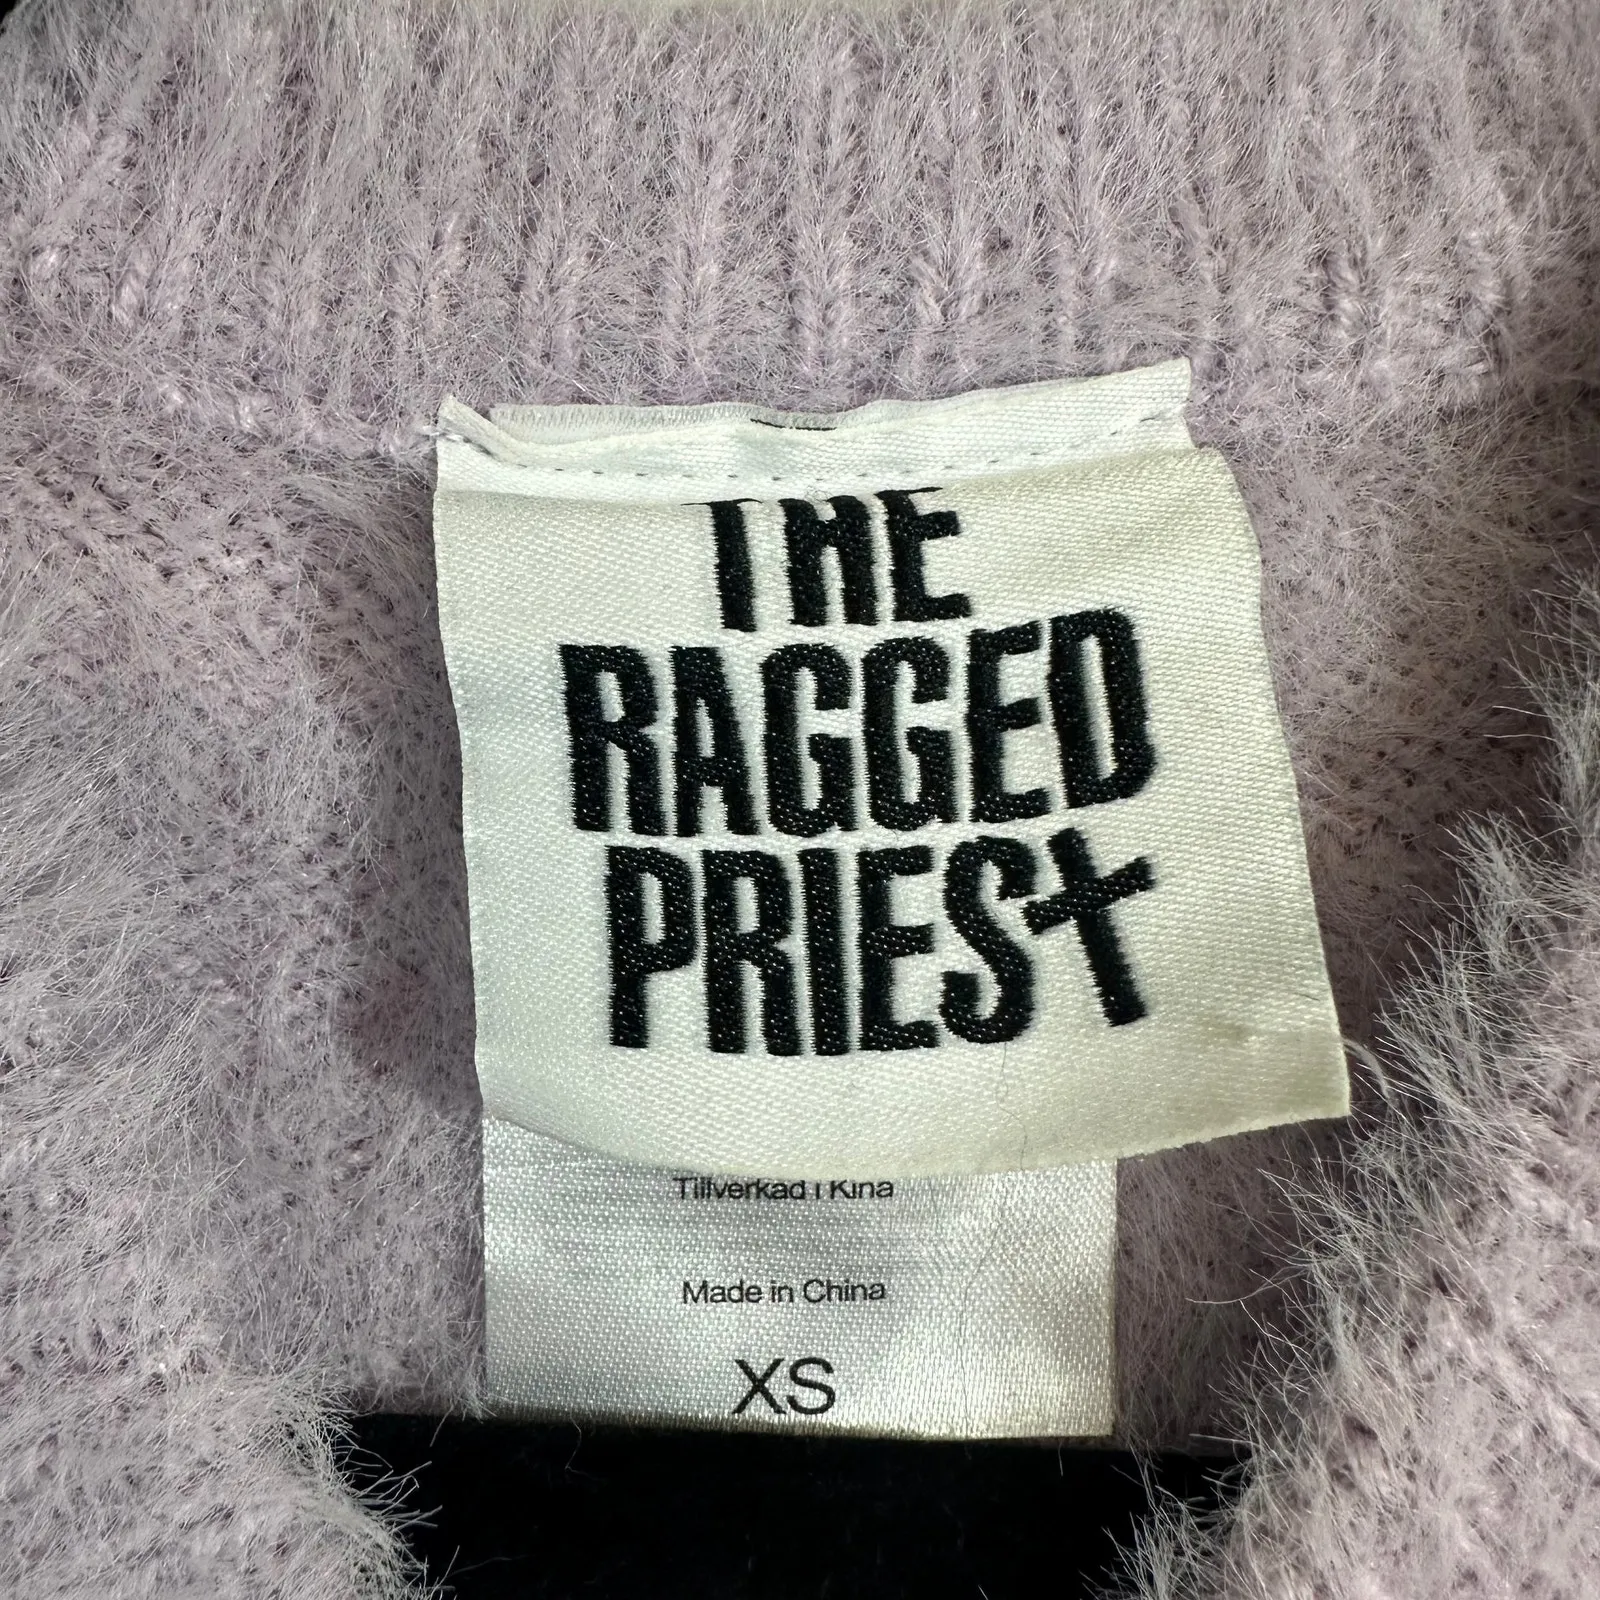 THE
RAGGED
PRIEST
Tillverkad i Kina
Made in China
XS